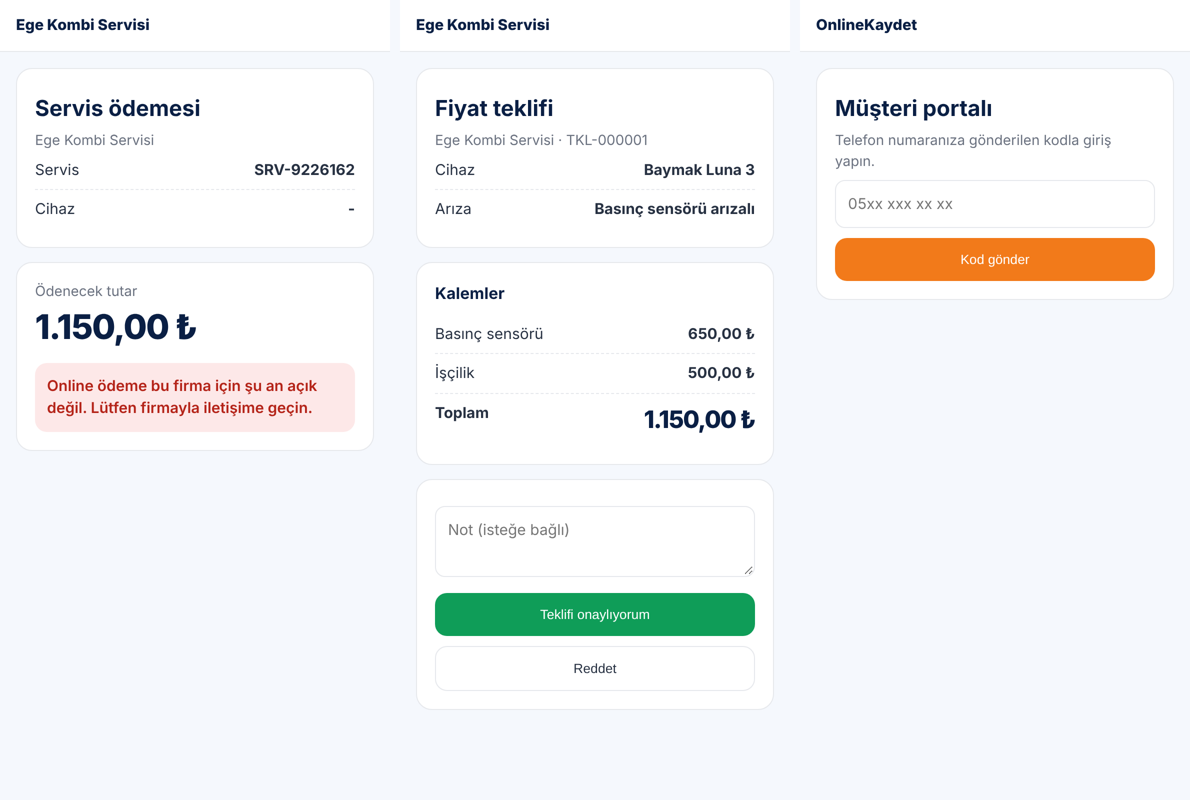 Ege Kombi Servisi
Servis ödemesi
Ege Kombi Servisi
Servis SRV-9226162
Cihaz -
Ödenecek tutar
1.150,00 ₺
Online ödeme bu firma için şu an açık
değil. Lütfen firmayla iletişime geçin.
Ege Kombi Servisi
Fiyat teklifi
Ege Kombi Servisi · TKL-000001
Cihaz Baymak Luna 3
Arıza Basınç sensörü arızalı
Kalemler
Basınç sensörü 650,00 ₺
İşçilik 500,00 ₺
Toplam 1.150,00 ₺
Not (isteğe bağlı)
Teklifi onaylıyorum
Reddet
OnlineKaydet
Müşteri portalı
Telefon numaranıza gönderilen kodla giriş
yapın.
05xx xxx xx xx
Kod gönder